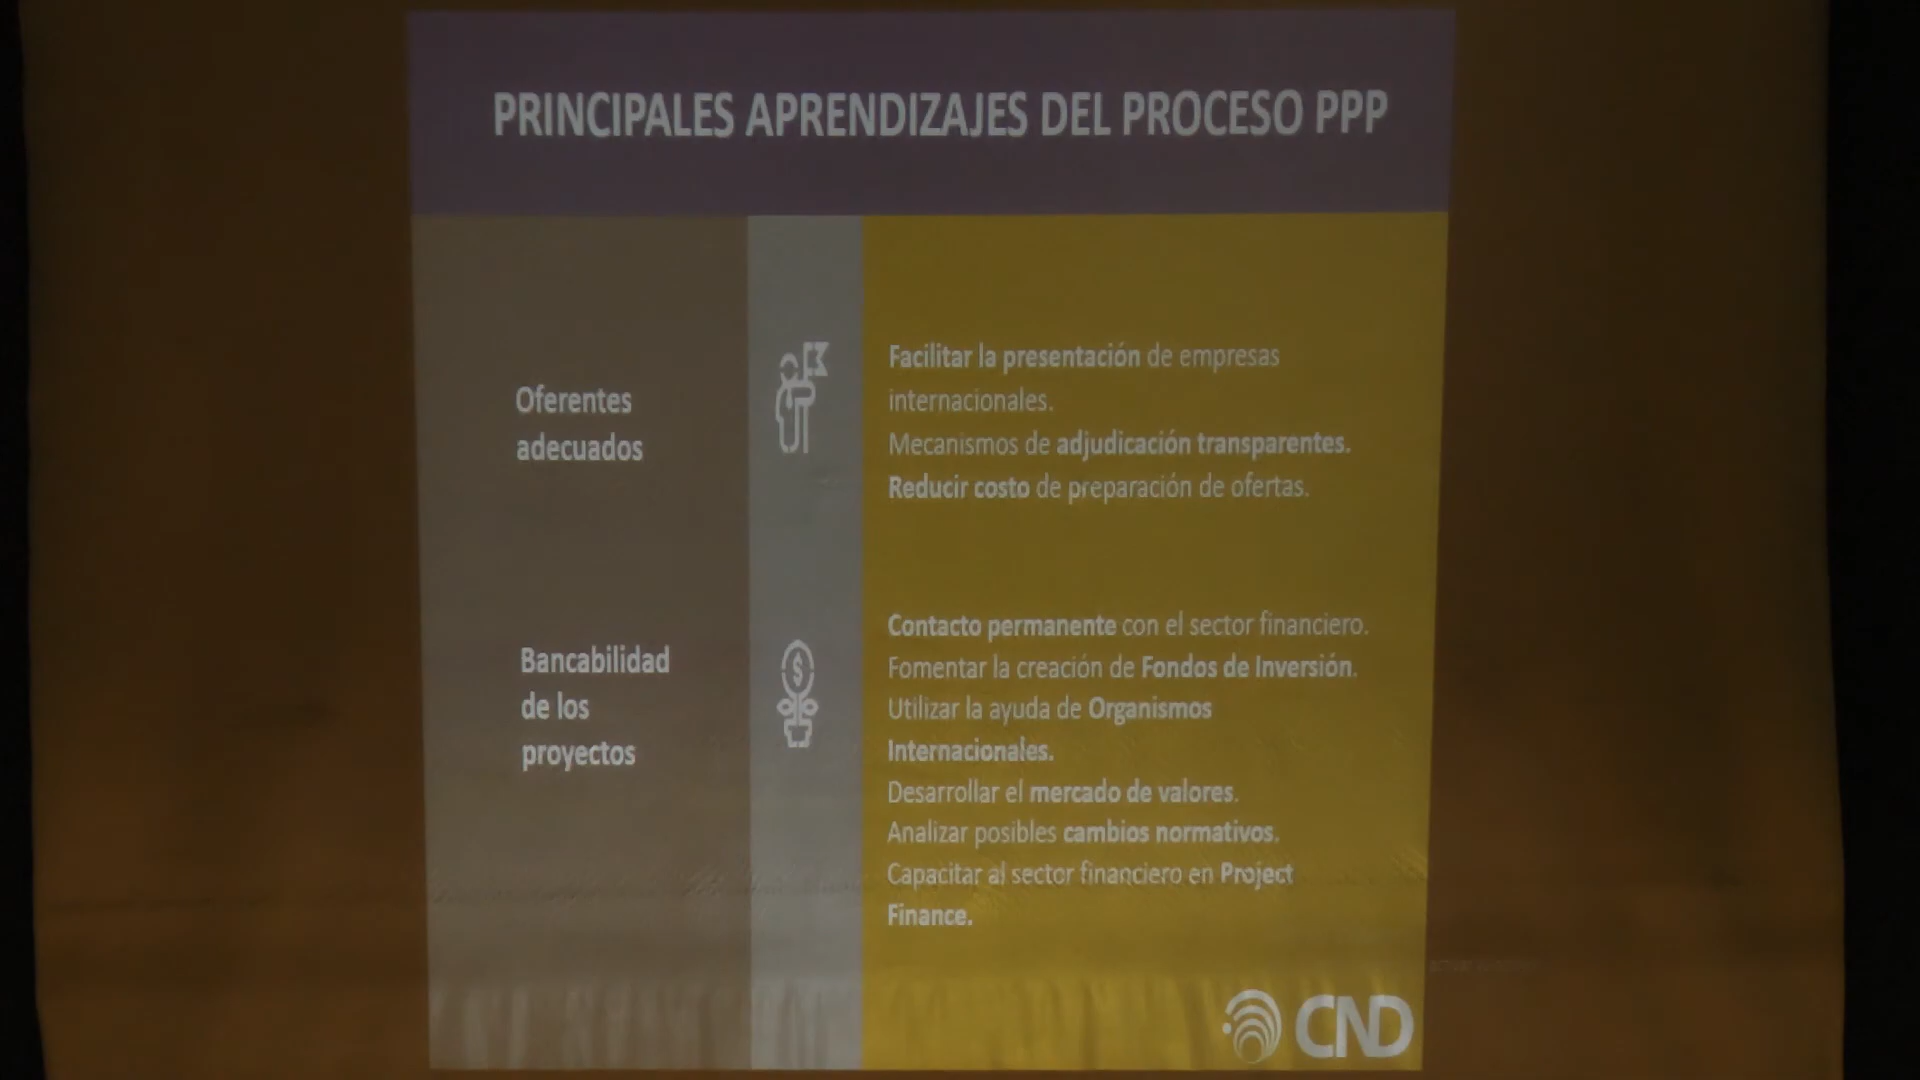 PRINCIPALES APRENDIZAJES DEL PROCESO PPP
Oferentes
adecuados
Facilitar la presentación de empresas
internacionales.
Mecanismos de adjudicación transparentes.
Reducir costo de preparación de ofertas.
Bancabilidad
de los
proyectos
Contacto permanente con el sector financiero.
Fomentar la creación de Fondos de Inversión.
Utilizar la ayuda de Organismos
Internacionales.
Desarrollar el mercado de valores.
Analizar posibles cambios normativos.
Capacitar al sector financiero en Project
Finance.
CND